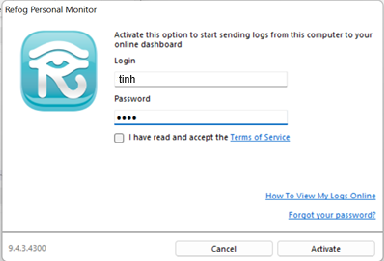 Refog Personal Monitor
Activate this option to start sending logs from this computer to your
online dashboard
Login
tinh
Password
••••
I have read and accept the Terms of Service
How To View My Logs Online
Forgot your password?
9.4.3.4300
Cancel
Activate